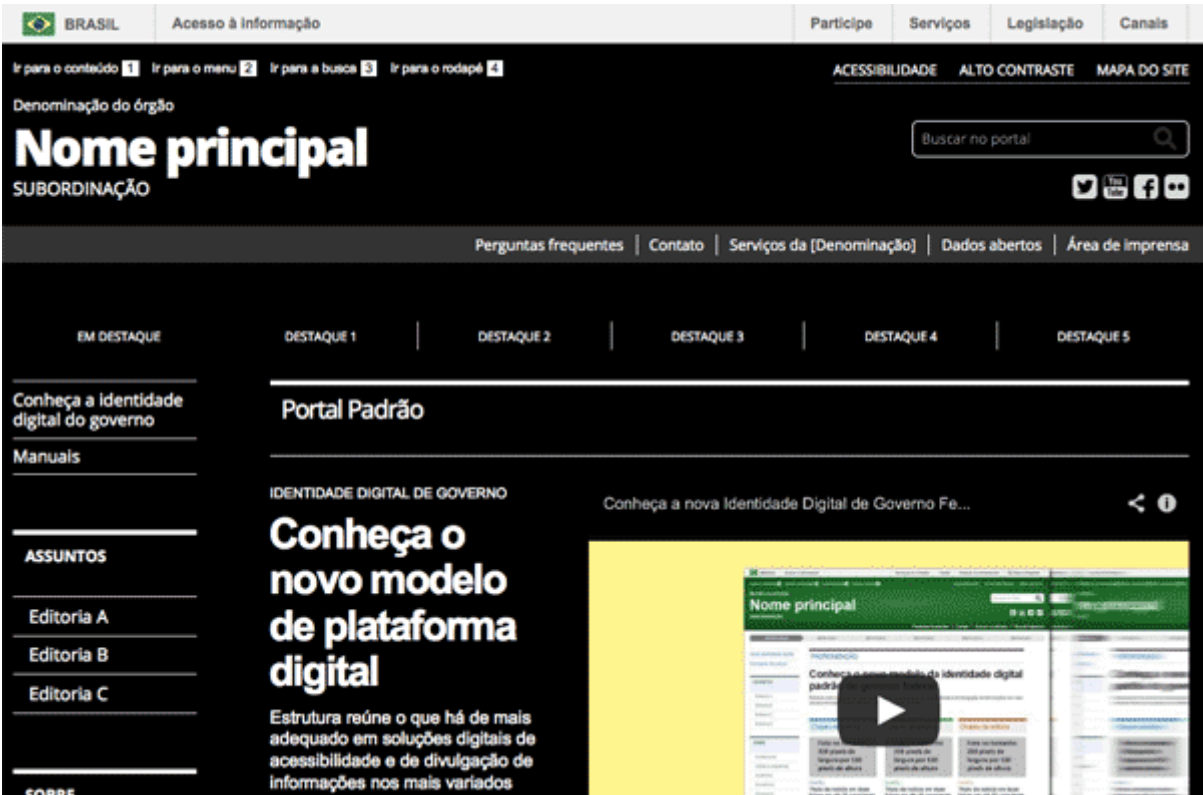 BRASIL Acesso à informação Participe Serviços Legislação Canais
Ir para o conteúdo 1 Ir para o menu 2 Ir para a busca 3 Ir para o rodapé 4 ACESSIBILIDADE ALTO CONTRASTE MAPA DO SITE
Denominação do órgão
Nome principal
SUBORDINAÇÃO
Buscar no portal
You Tube
Perguntas frequentes | Contato | Serviços da [Denominação] | Dados abertos | Área de imprensa
EM DESTAQUE DESTAQUE 1 DESTAQUE 2 DESTAQUE 3 DESTAQUE 4 DESTAQUE 5
Conheça a identidade
digital do governo
Manuais
ASSUNTOS
Editoria A
Editoria B
Editoria C
SOBRE
Portal Padrão
IDENTIDADE DIGITAL DE GOVERNO
Conheça o
novo modelo
de plataforma
digital
Estrutura reúne o que há de mais
adequado em soluções digitais de
acessibilidade e de divulgação de
informações nos mais variados
Conheça a nova Identidade Digital de Governo Fe...
Nome principal